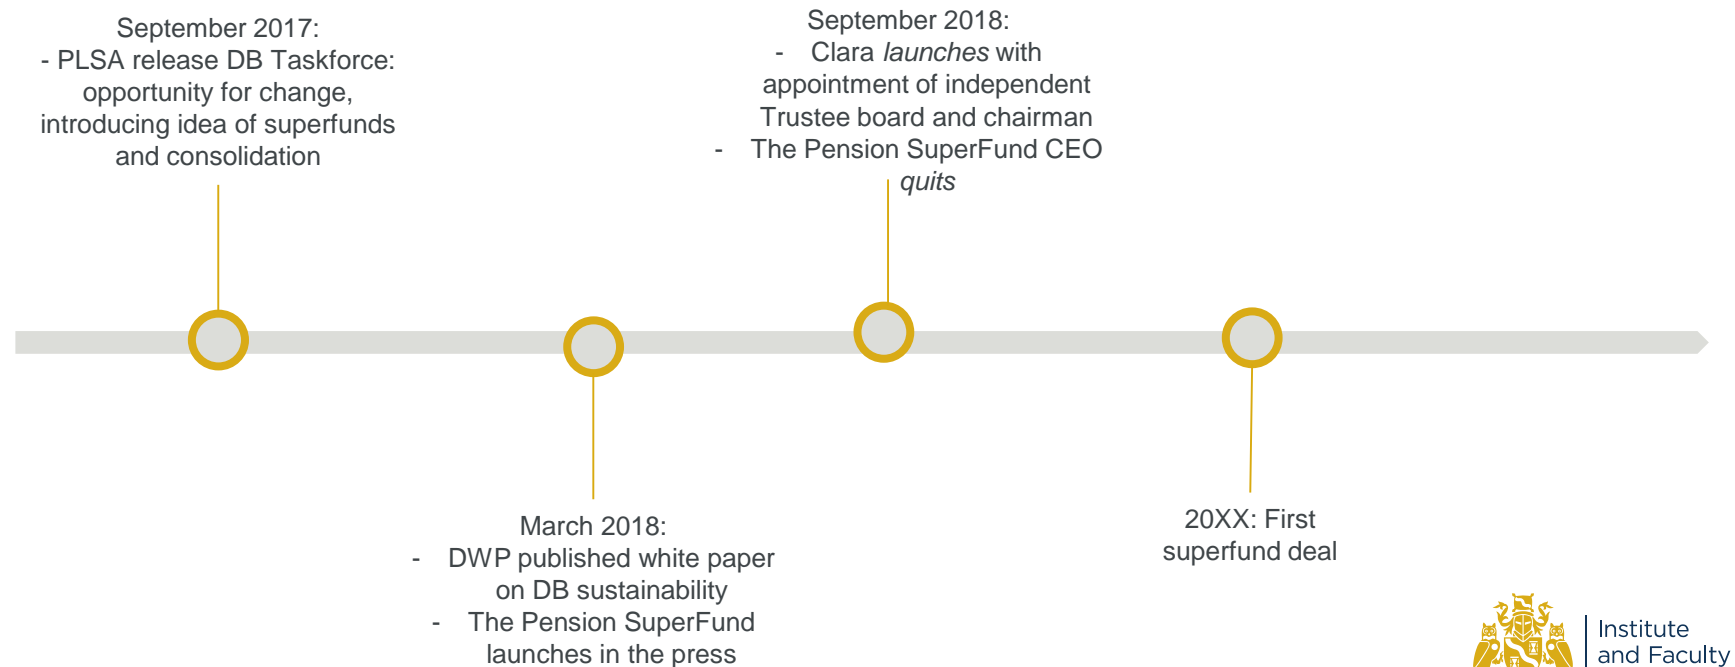 September 2017:
- PLSA release DB Taskforce:
opportunity for change,
introducing idea of superfunds
and consolidation
March 2018:
- DWP published white paper
on DB sustainability
- The Pension SuperFund
launches in the press
September 2018:
- Clara launches with
appointment of independent
Trustee board and chairman
- The Pension SuperFund CEO
quits
20XX: First
superfund deal
Institute
and Faculty